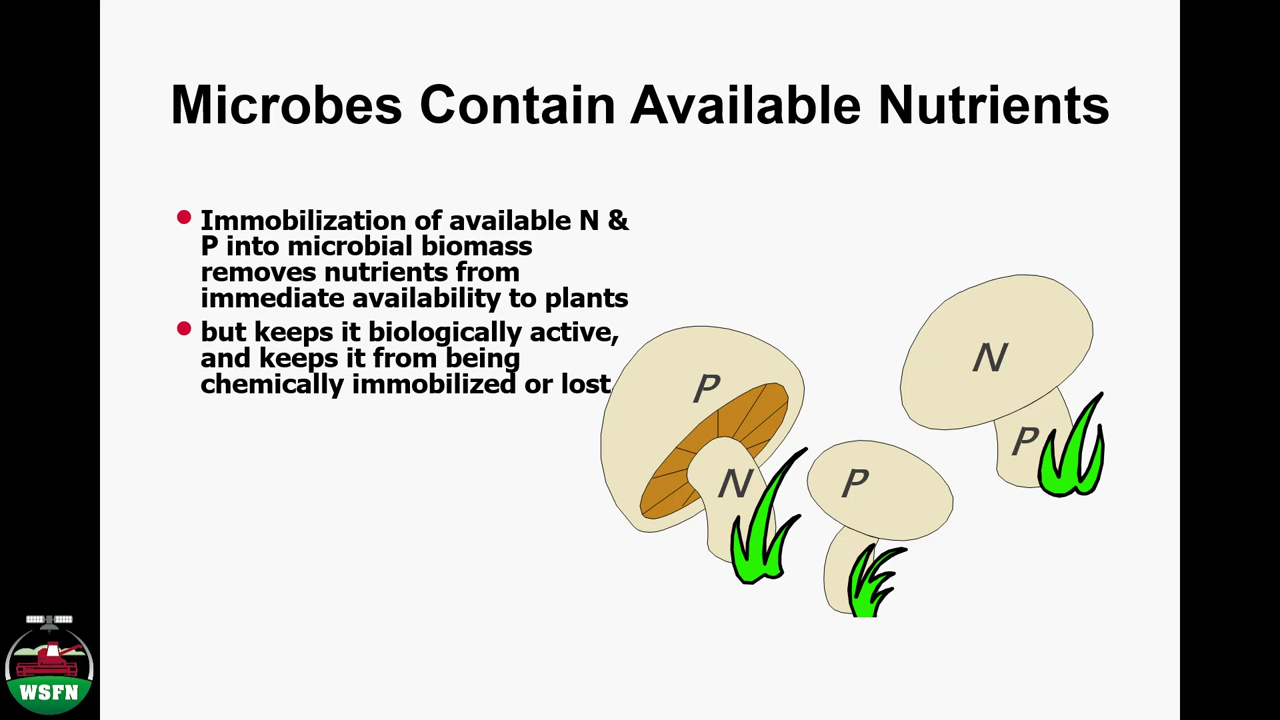 Microbes Contain Available Nutrients
Immobilization of available N &
P into microbial biomass
removes nutrients from
immediate availability to plants
but keeps it biologically active,
and keeps it from being
chemically immobilized or lost
P
N
P
N
P
WSFN